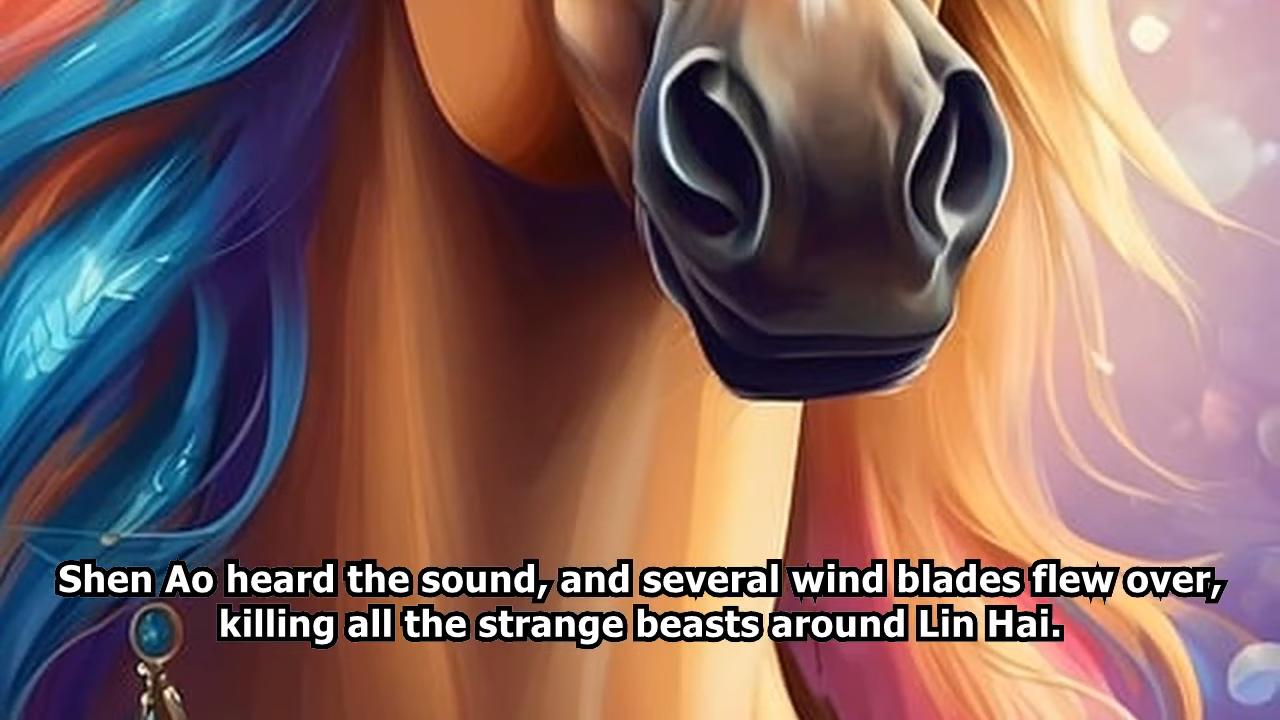 Shen Ao heard the sound, and several wind blades flew over,
killing all the strange beasts around Lin Hai.